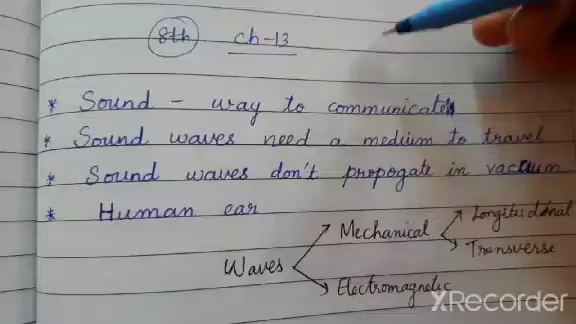 8th ch-13
* Sound - way to communicate
* Sound waves need a medium to travel
* Sound waves don't propogate in vacuum
* Human ear
Waves
Mechanical
Longitudinal
Transverse
Electromagnetic
XRecorder